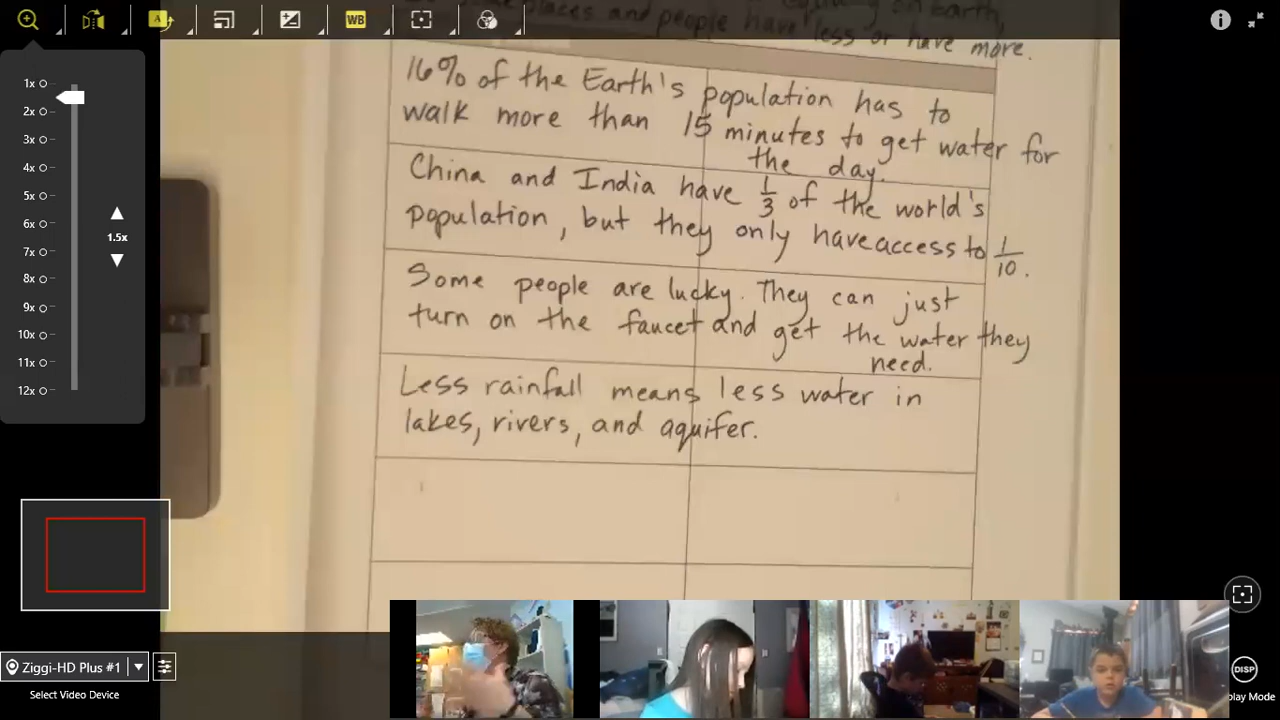 1x
2x
3x
4x
5x
6x
7x
8x
9x
10x
11x
12x
1.5x
A
WB
places and people have less or have more.
16% of the Earth's population has to
walk more than 15 minutes to get water for
the day.
China and India have 1/3 of the world's
population, but they only have access to 1/10.
Some people are lucky. They can just
turn on the faucet and get the water they
need.
Less rainfall means less water in
lakes, rivers, and aquifer.
Ziggi-HD Plus #1
Select Video Device
DISP
play Mode